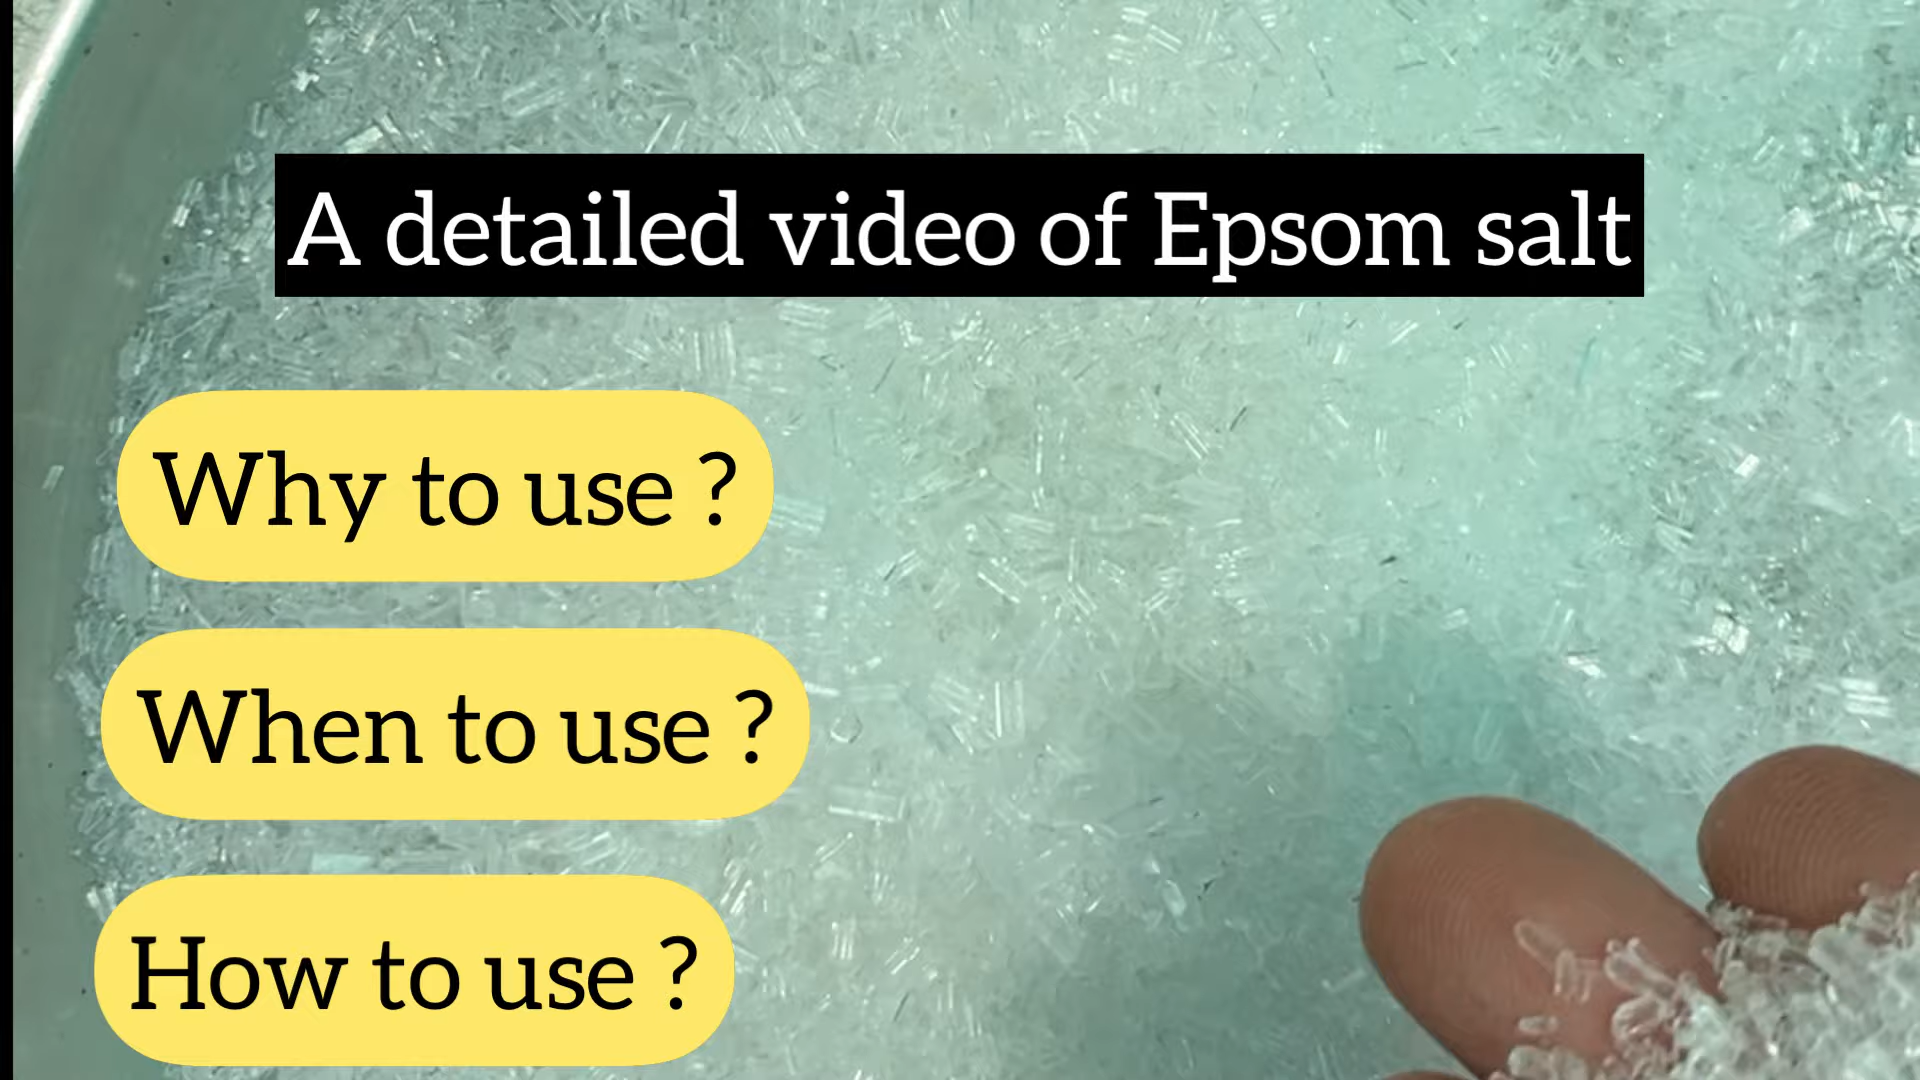 A detailed video of Epsom salt
Why to use ?
When to use ?
How to use ?